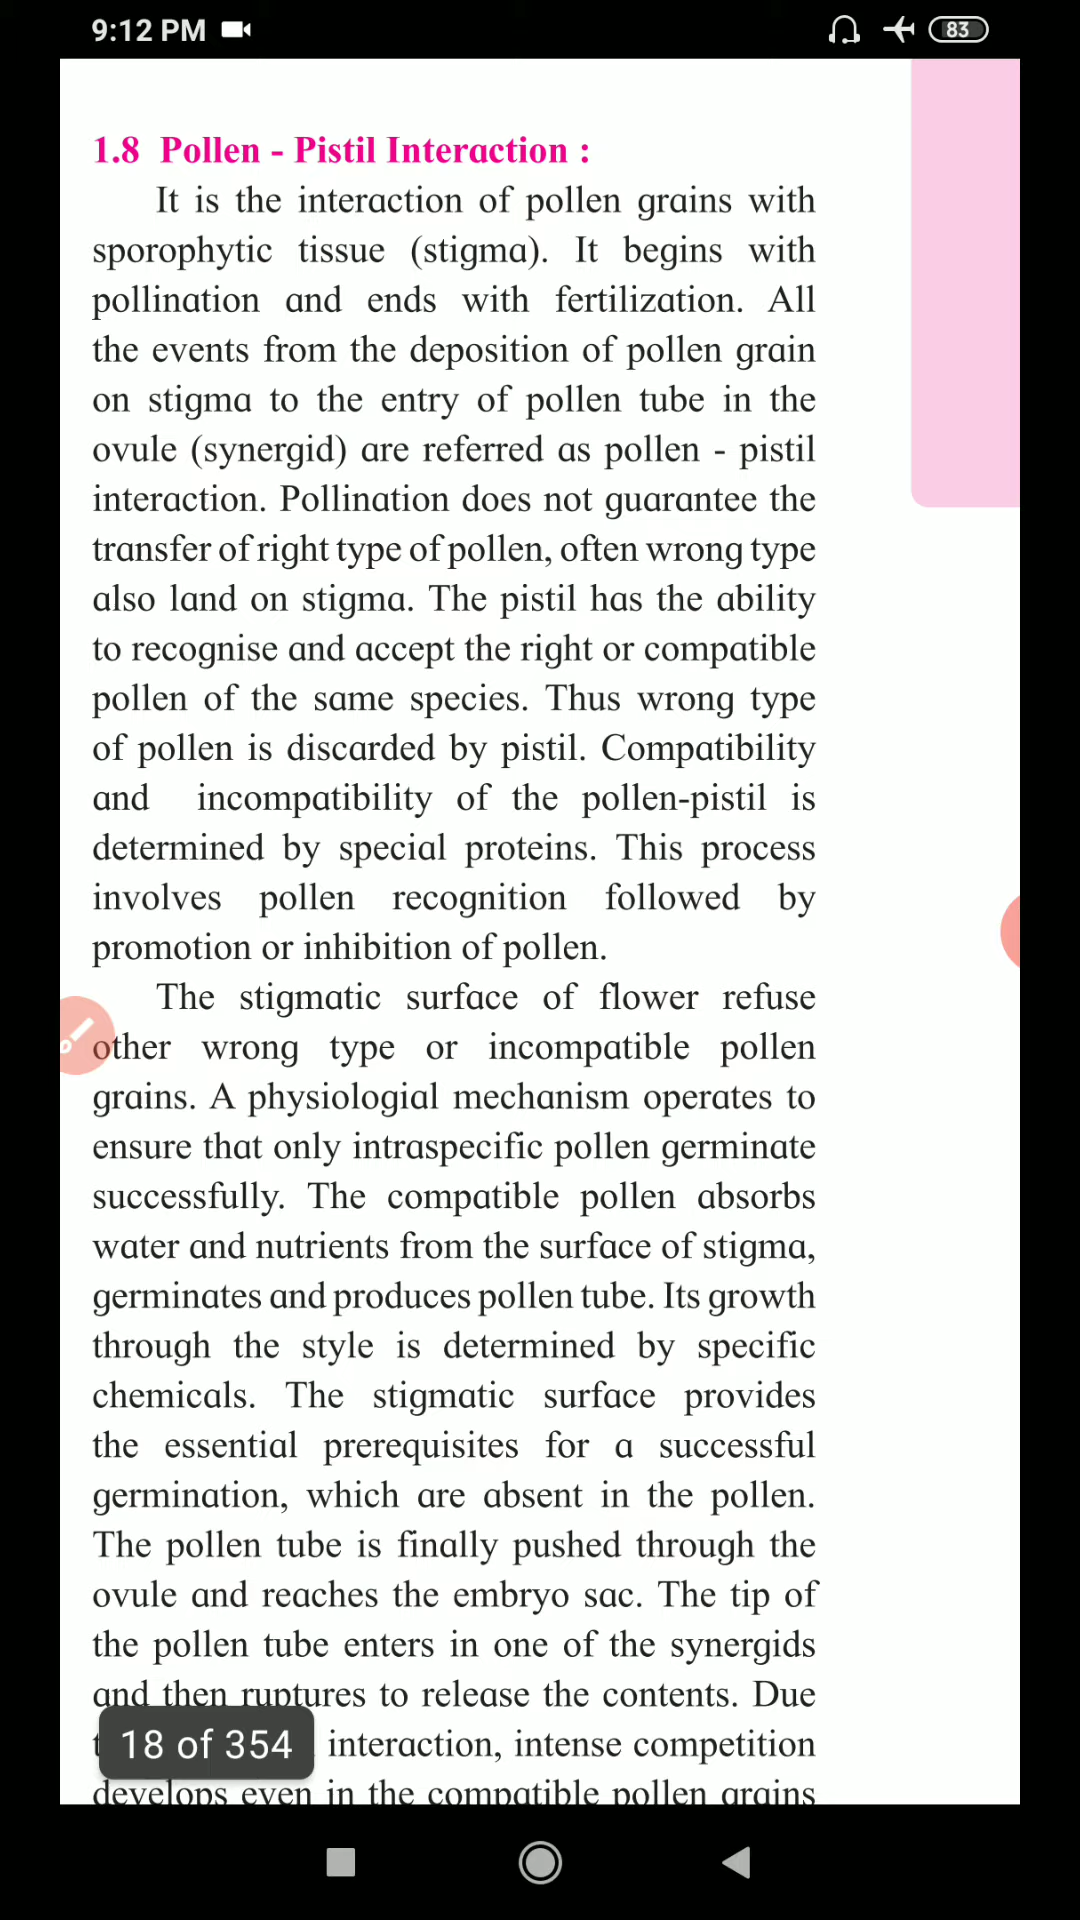 9:12 PM
83
1.8 Pollen - Pistil Interaction :
It is the interaction of pollen grains with
sporophytic tissue (stigma). It begins with
pollination and ends with fertilization. All
the events from the deposition of pollen grain
on stigma to the entry of pollen tube in the
ovule (synergid) are referred as pollen - pistil
interaction. Pollination does not guarantee the
transfer of right type of pollen, often wrong type
also land on stigma. The pistil has the ability
to recognise and accept the right or compatible
pollen of the same species. Thus wrong type
of pollen is discarded by pistil. Compatibility
and incompatibility of the pollen-pistil is
determined by special proteins. This process
involves pollen recognition followed by
promotion or inhibition of pollen.
The stigmatic surface of flower refuse
other wrong type or incompatible pollen
grains. A physiologial mechanism operates to
ensure that only intraspecific pollen germinate
successfully. The compatible pollen absorbs
water and nutrients from the surface of stigma,
germinates and produces pollen tube. Its growth
through the style is determined by specific
chemicals. The stigmatic surface provides
the essential prerequisites for a successful
germination, which are absent in the pollen.
The pollen tube is finally pushed through the
ovule and reaches the embryo sac. The tip of
the pollen tube enters in one of the synergids
and then ruptures to release the contents. Due
interaction, intense competition
18 of 354
develops even in the compatible pollen grains